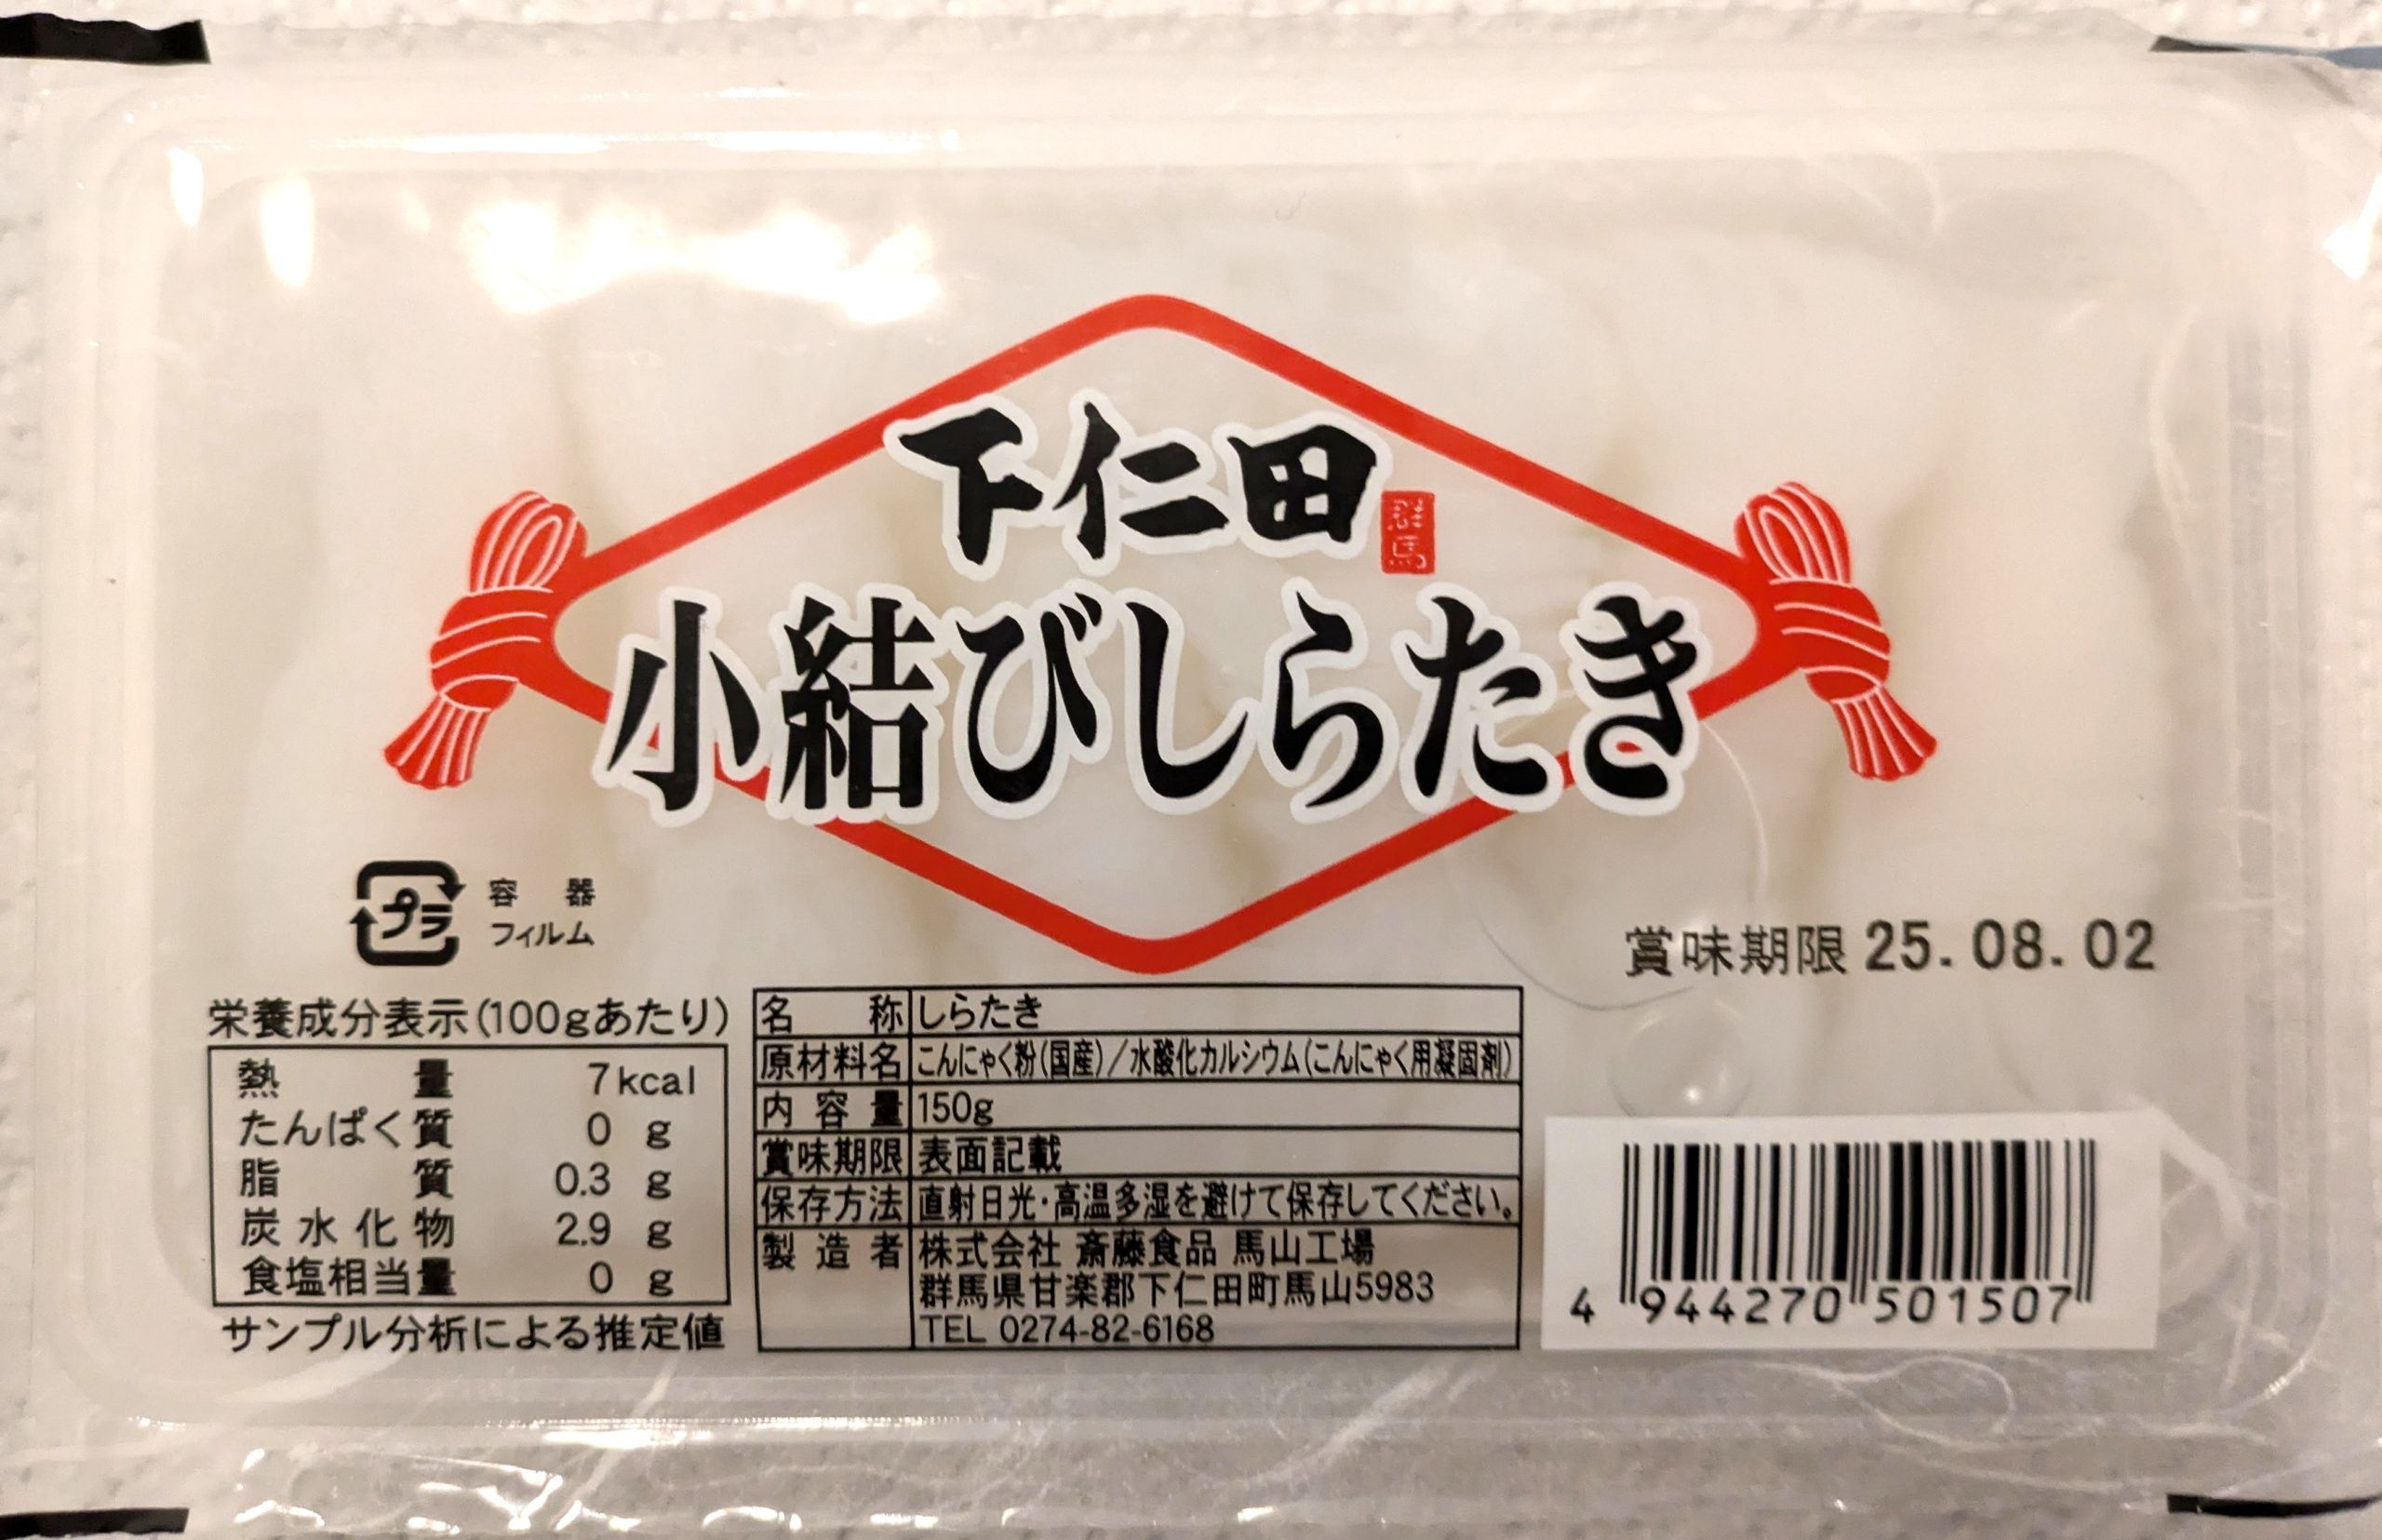 下仁田
群馬
小結びしらたき
プラ
容器
フィルム
賞味期限 25.08.02
栄養成分表示(100gあたり)
熱量 7kcal
たんぱく質 0 g
脂質 0.3 g
炭水化物 2.9 g
食塩相当量 0 g
サンプル分析による推定値
名称 しらたき
原材料名 こんにゃく粉(国産)/水酸化カルシウム(こんにゃく用凝固剤)
内容量 150g
賞味期限 表面記載
保存方法 直射日光・高温多湿を避けて保存してください。
製造者 株式会社 斎藤食品 馬山工場
群馬県甘楽郡下仁田町馬山5983
TEL 0274-82-6168
4 944270 501507